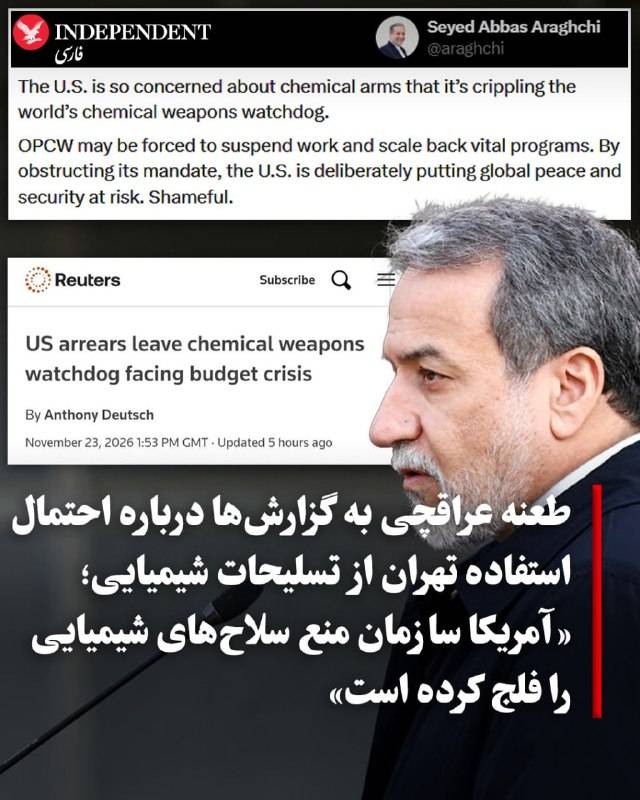 INDEPENDENT
فارسی
Seyed Abbas Araghchi
@araghchi
The U.S. is so concerned about chemical arms that it's crippling the
world's chemical weapons watchdog.
OPCW may be forced to suspend work and scale back vital programs. By
obstructing its mandate, the U.S. is deliberately putting global peace and
security at risk. Shameful.
Reuters
Subscribe
US arrears leave chemical weapons
watchdog facing budget crisis
By Anthony Deutsch
November 23, 2026 1:53 PM GMT · Updated 5 hours ago
طعنه عراقچی به گزارش‌ها درباره احتمال
استفاده تهران از تسلیحات شیمیایی؛
«آمریکا سازمان منع سلاح‌های شیمیایی
را فلج کرده است»